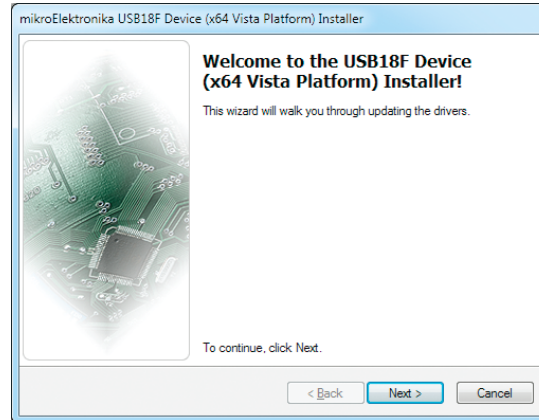 mikroElektronika USB18F Device (x64 Vista Platform) Installer
Welcome to the USB18F Device
(x64 Vista Platform) Installer!
This wizard will walk you through updating the drivers.
To continue, click Next.
< Back
Next >
Cancel